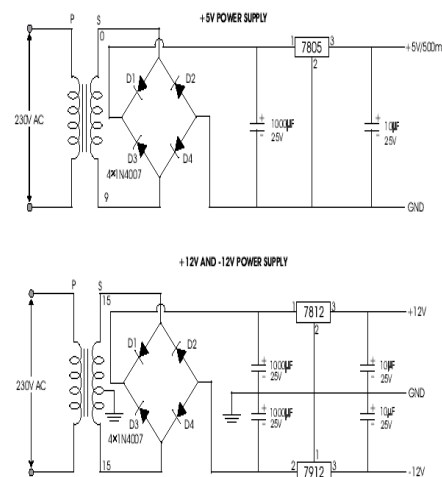 +5V POWER SUPPLY
P S
0
D1 D2
D3 D4
4×1N4007
230V AC
9
1 7805 3
2
+5V/500m
1000µF
25V
10µF
25V
GND
+12V AND -12V POWER SUPPLY
P S
15
D1 D2
D3 D4
4×1N4007
230V AC
15
1 7812 3
2
+12V
1000µF
25V
10µF
25V
GND
1000µF
25V
10µF
25V
1
2 7912 3
-12V